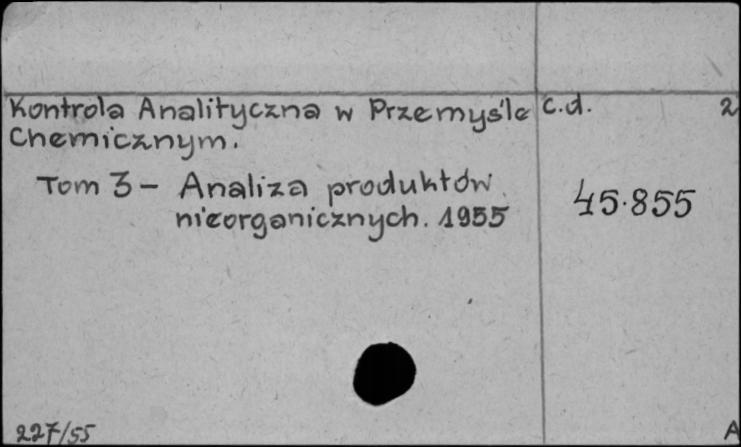 Kontrola Analityczna w Przemyśle c.d. 2
Chemicznym.
Tom 3 - Analiza produktów
nieorganicznych. 1955 45.855
227/55 A